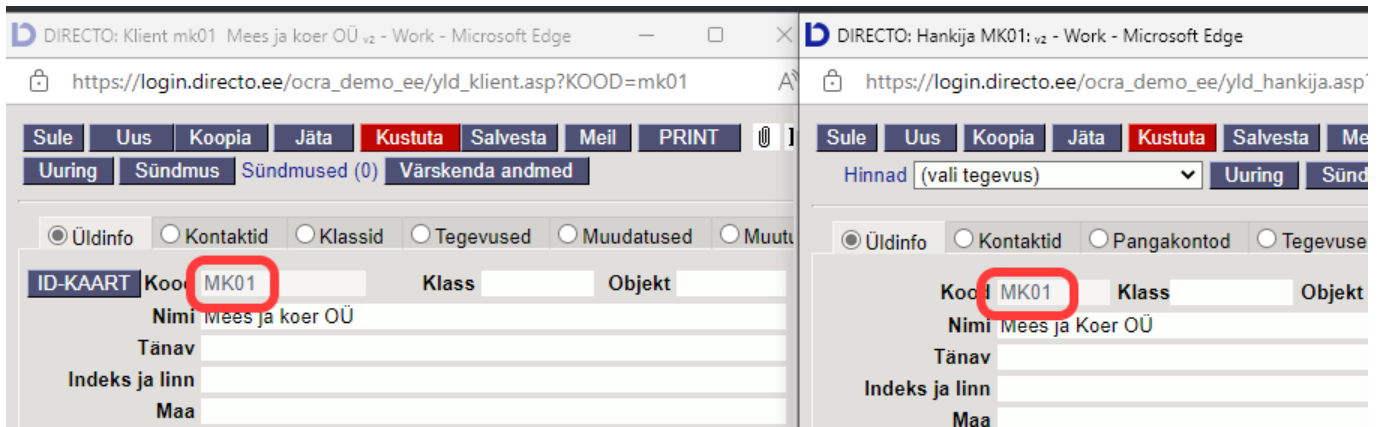 DIRECTO: Klient mk01 Mees ja koer OÜ v2 - Work - Microsoft Edge
https://login.directo.ee/ocra_demo_ee/yld_klient.asp?KOOD=mk01
Sule Uus Koopia Jäta Kustuta Salvesta Meil PRINT
Uuring Sündmus Sündmused (0) Värskenda andmed
Üldinfo Kontaktid Klassid Tegevused Muudatused Muutu
ID-KAART Kood MK01 Klass Objekt
Nimi Mees ja koer OÜ
Tänav
Indeks ja linn
Maa
DIRECTO: Hankija MK01: v2 - Work - Microsoft Edge
https://login.directo.ee/ocra_demo_ee/yld_hankija.asp?
Sule Uus Koopia Jäta Kustuta Salvesta Me
Hinnad (vali tegevus) Uuring Sünd
Üldinfo Kontaktid Pangakontod Tegevuse
Kood MK01 Klass Objekt
Nimi Mees ja Koer OÜ
Tänav
Indeks ja linn
Maa